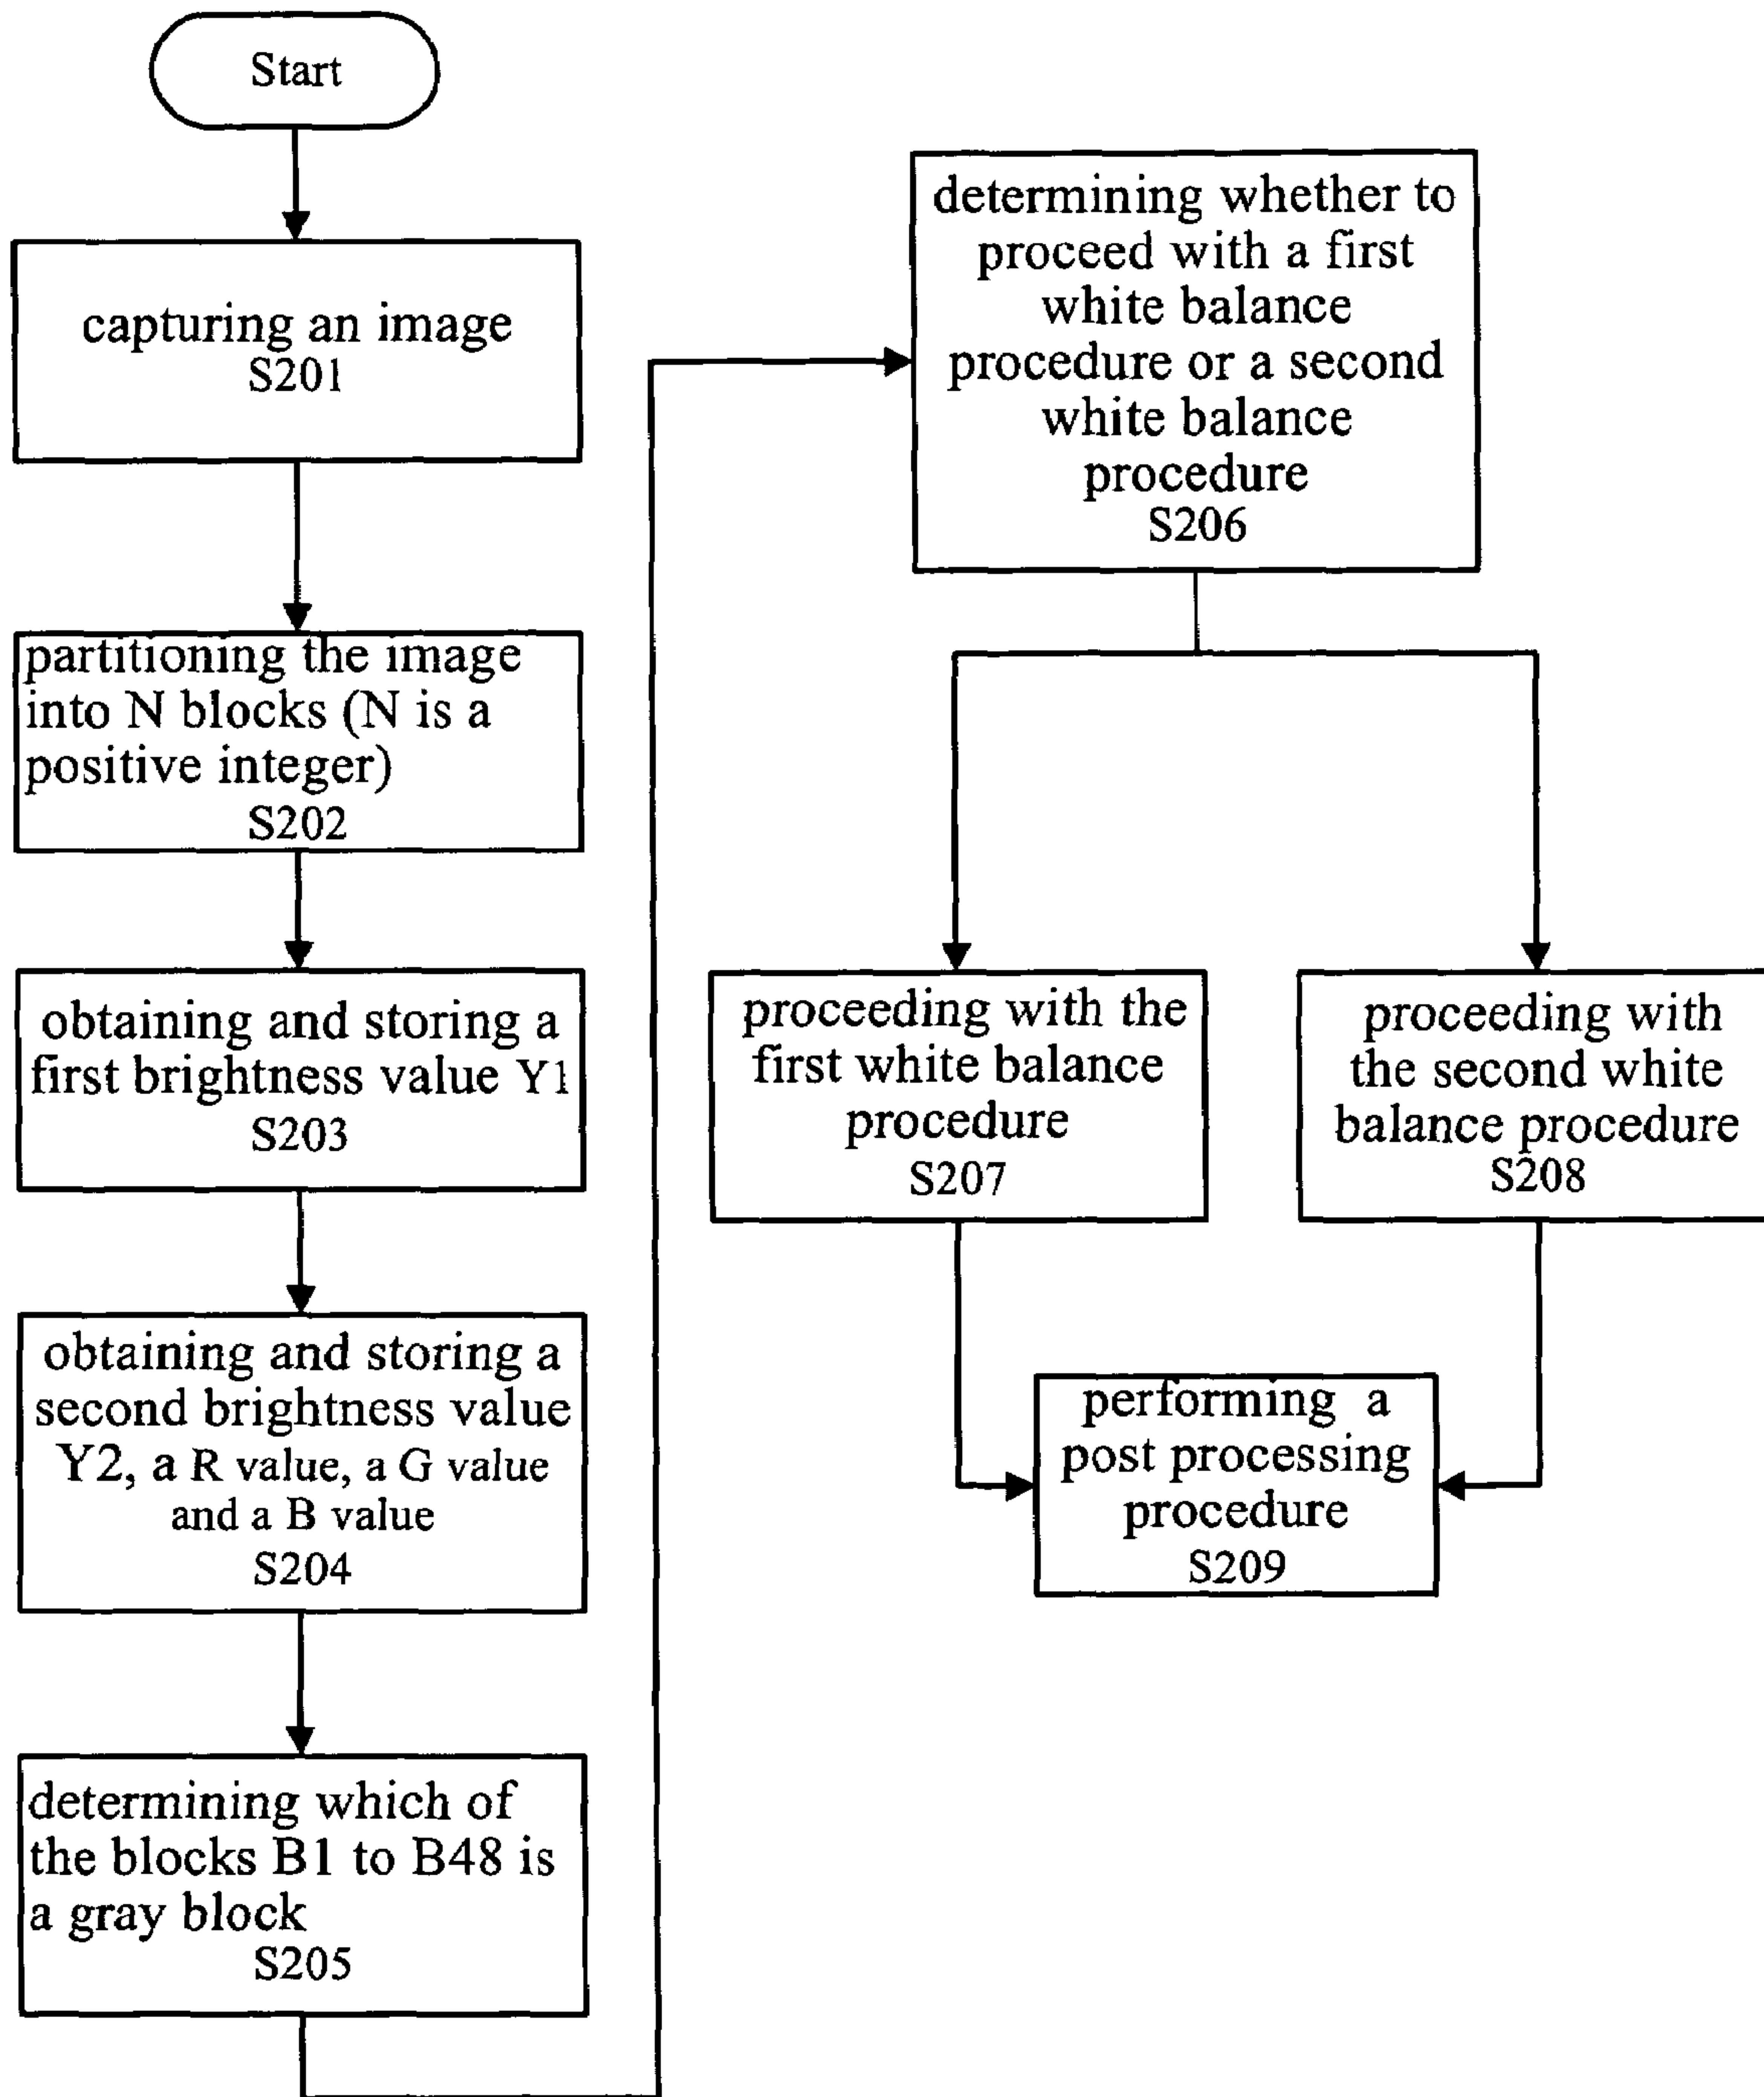 Start
capturing an image
S201
partitioning the image
into N blocks (N is a
positive integer)
S202
obtaining and storing a
first brightness value Y1
S203
obtaining and storing a
second brightness value
Y2, a R value, a G value
and a B value
S204
determining which of
the blocks B1 to B48 is
a gray block
S205
determining whether to
proceed with a first
white balance
procedure or a second
white balance
procedure
S206
proceeding with the
first white balance
procedure
S207
proceeding with
the second white
balance procedure
S208
performing a
post processing
procedure
S209